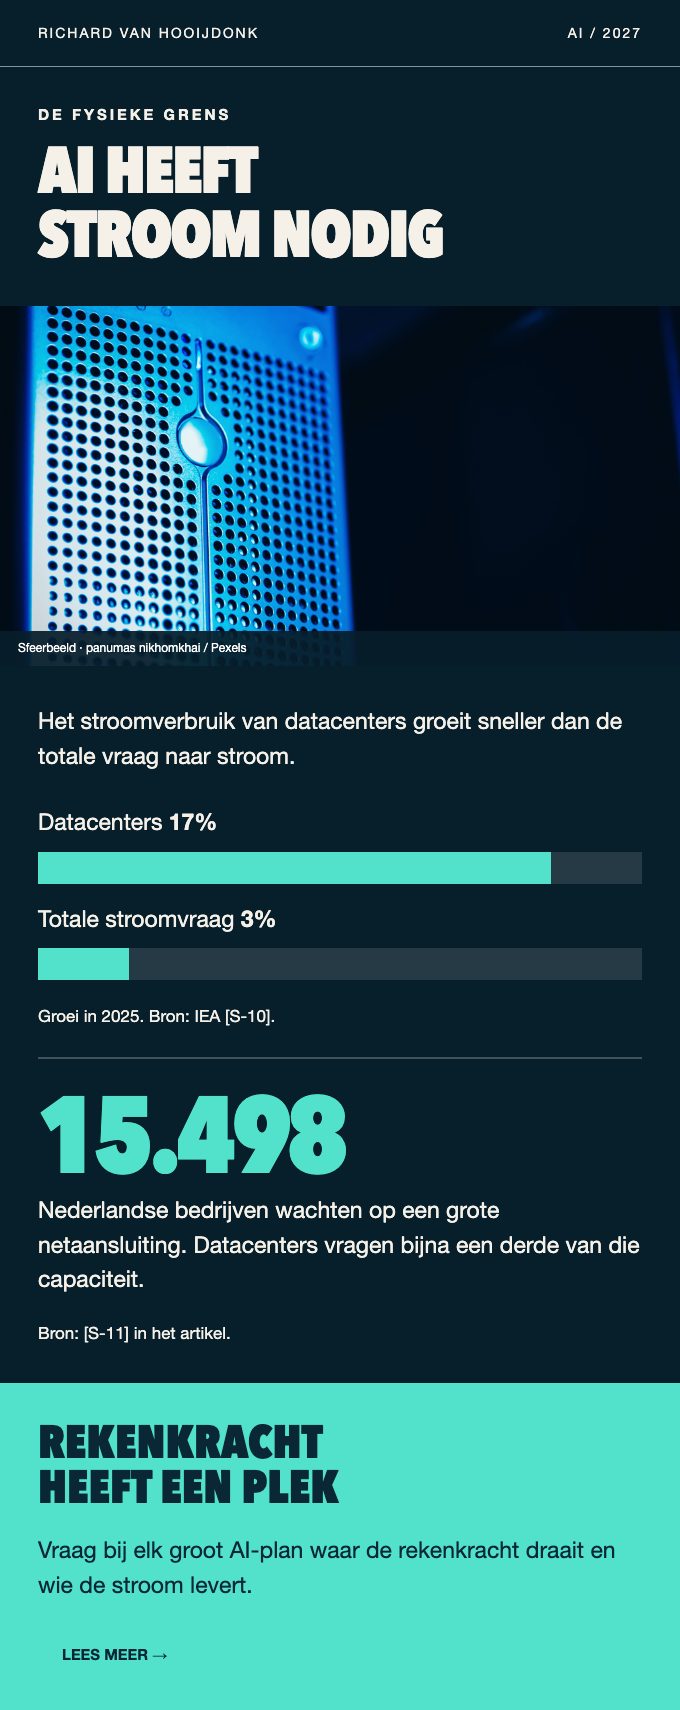 RICHARD VAN HOOIJDONK
AI / 2027
DE FYSIEKE GRENS
AI HEEFT
STROOM NODIG
Sfeerbeeld · panumas nikhomkhai / Pexels
Het stroomverbruik van datacenters groeit sneller dan de
totale vraag naar stroom.
Datacenters 17%
Totale stroomvraag 3%
Groei in 2025. Bron: IEA [S-10].
15.498
Nederlandse bedrijven wachten op een grote
netaansluiting. Datacenters vragen bijna een derde van die
capaciteit.
Bron: [S-11] in het artikel.
REKENKRACHT
HEEFT EEN PLEK
Vraag bij elk groot AI-plan waar de rekenkracht draait en
wie de stroom levert.
LEES MEER →